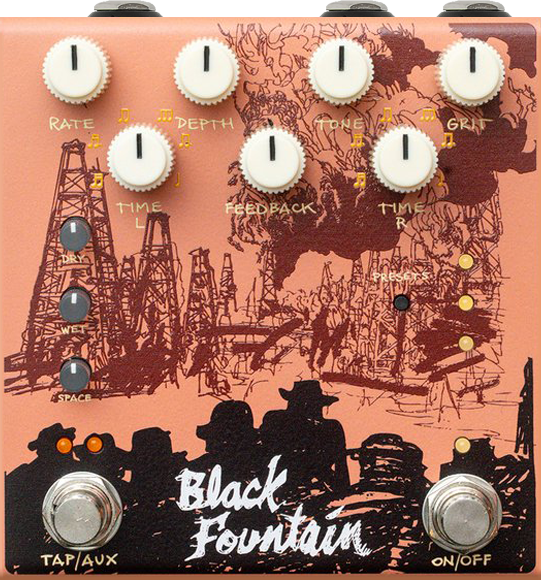 RATE DEPTH TONE GRIT
TIME L FEEDBACK TIME R
DRY
PRESETS
WET
SPACE
Black
Fountain
TAP/AUX ON/OFF